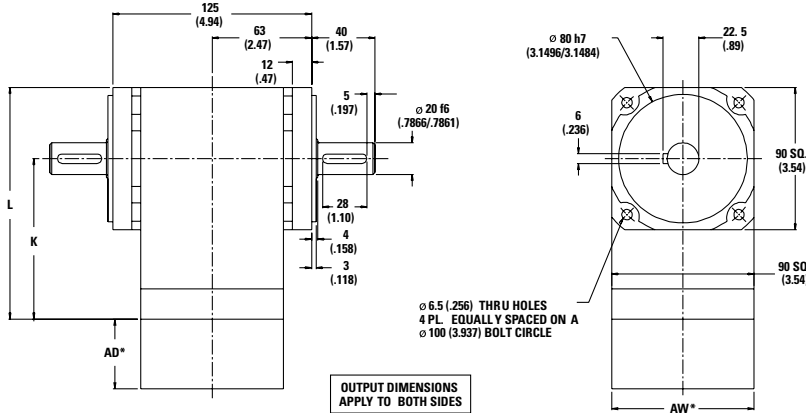 125
(4.94)
63
(2.47)
40
(1.57)
12
(.47)
5
(.197)
ø 20 f6
(.7866/.7861)
L
K
28
(1.10)
4
(.158)
3
(.118)
AD*
OUTPUT DIMENSIONS
APPLY TO BOTH SIDES
ø 80 h7
(3.1496/3.1484)
22. 5
(.89)
6
(.236)
90 SQ.
(3.54)
90 SQ
(3.54)
ø 6.5 (.256) THRU HOLES
4 PL. EQUALLY SPACED ON A
ø 100 (3.937) BOLT CIRCLE
AW*